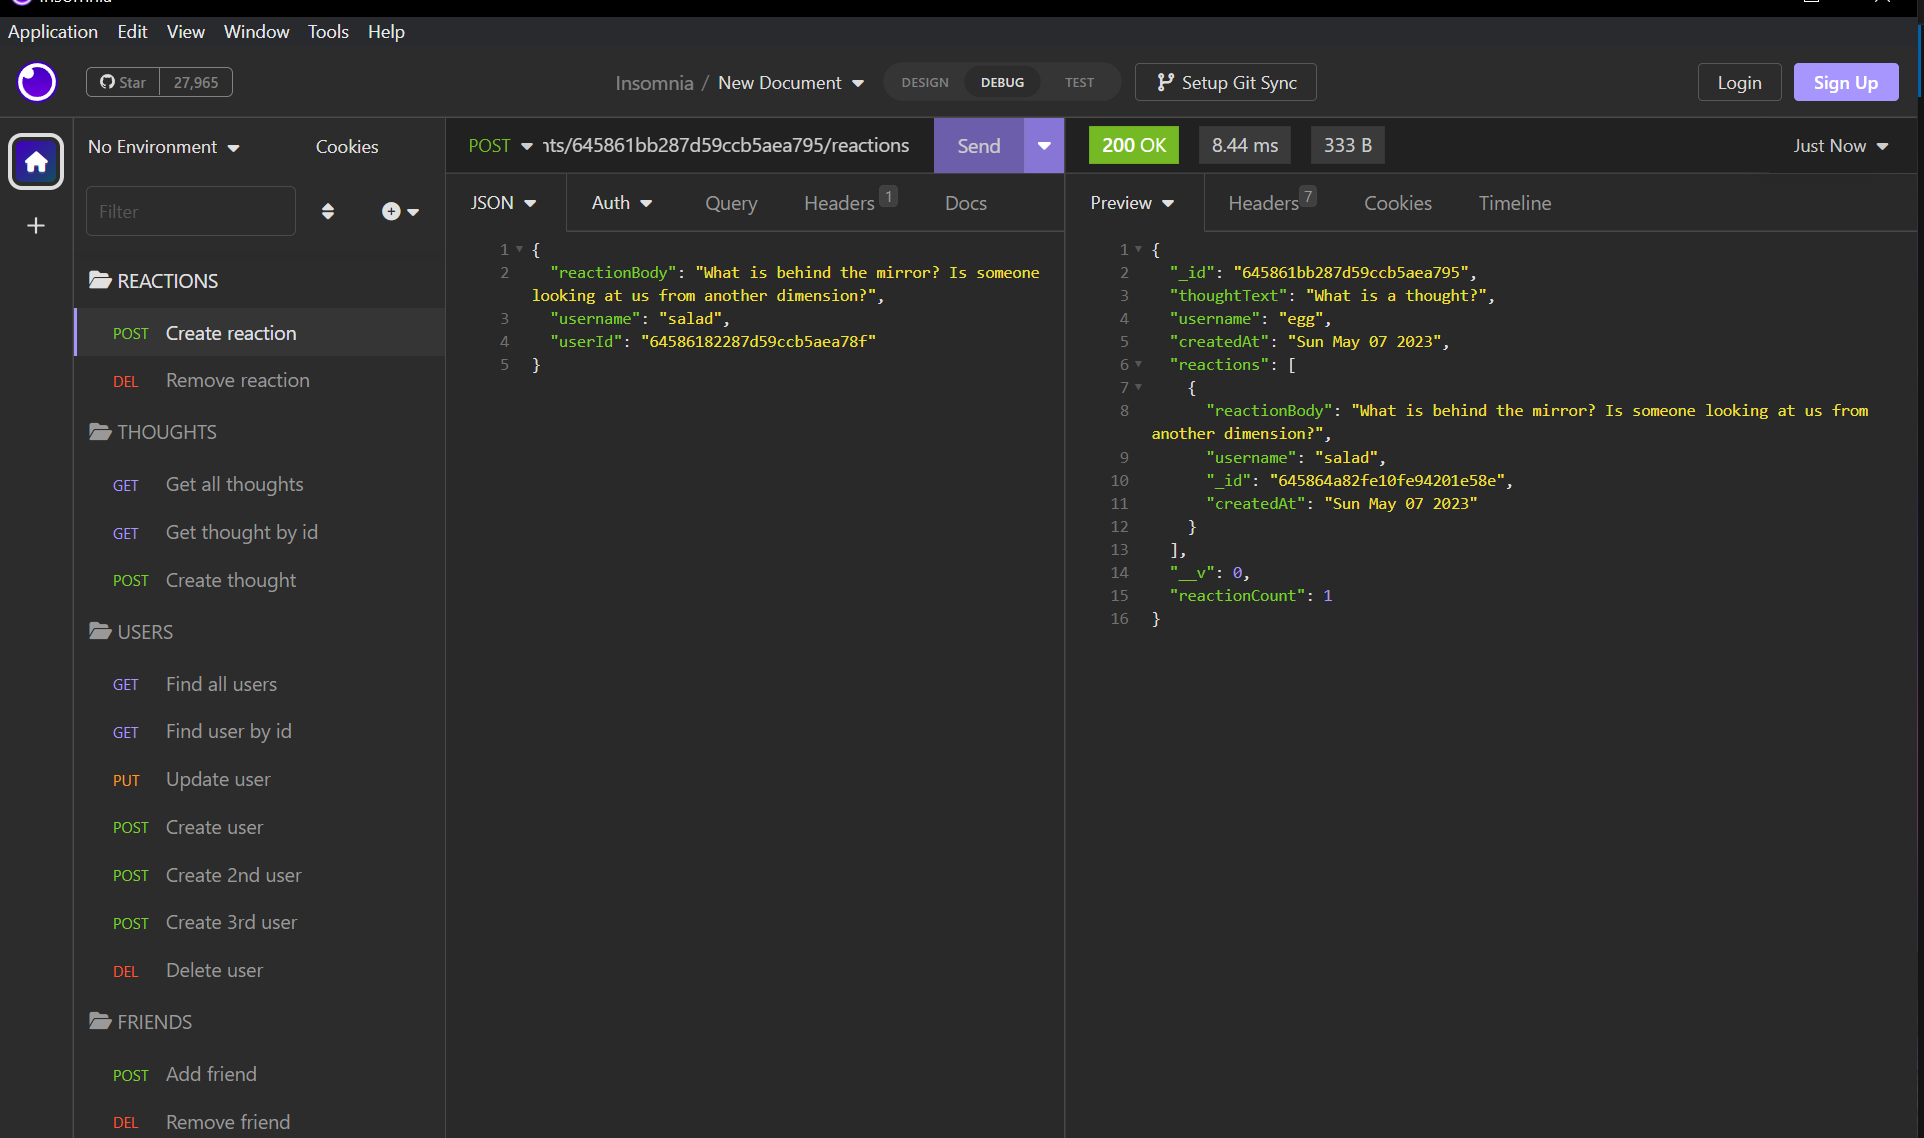 Insomnia
Application Edit View Window Tools Help
Star 27,965
Insomnia / New Document
DESIGN DEBUG TEST
Setup Git Sync
Login
Sign Up
No Environment
Cookies
Filter
REACTIONS
POST Create reaction
DEL Remove reaction
THOUGHTS
GET Get all thoughts
GET Get thought by id
POST Create thought
USERS
GET Find all users
GET Find user by id
PUT Update user
POST Create user
POST Create 2nd user
POST Create 3rd user
DEL Delete user
FRIENDS
POST Add friend
DEL Remove friend
POST nts/645861bb287d59ccb5aea795/reactions Send
JSON Auth Query Headers 1 Docs
1 {
2 "reactionBody": "What is behind the mirror? Is someone
looking at us from another dimension?",
3 "username": "salad",
4 "userId": "64586182287d59ccb5aea78f"
5 }
200 OK 8.44 ms 333 B Just Now
Preview Headers 7 Cookies Timeline
1 {
2 "_id": "645861bb287d59ccb5aea795",
3 "thoughtText": "What is a thought?",
4 "username": "egg",
5 "createdAt": "Sun May 07 2023",
6 "reactions": [
7 {
8 "reactionBody": "What is behind the mirror? Is someone looking at us from
another dimension?",
9 "username": "salad",
10 "_id": "645864a82fe10fe94201e58e",
11 "createdAt": "Sun May 07 2023"
12 }
13 ],
14 "__v": 0,
15 "reactionCount": 1
16 }